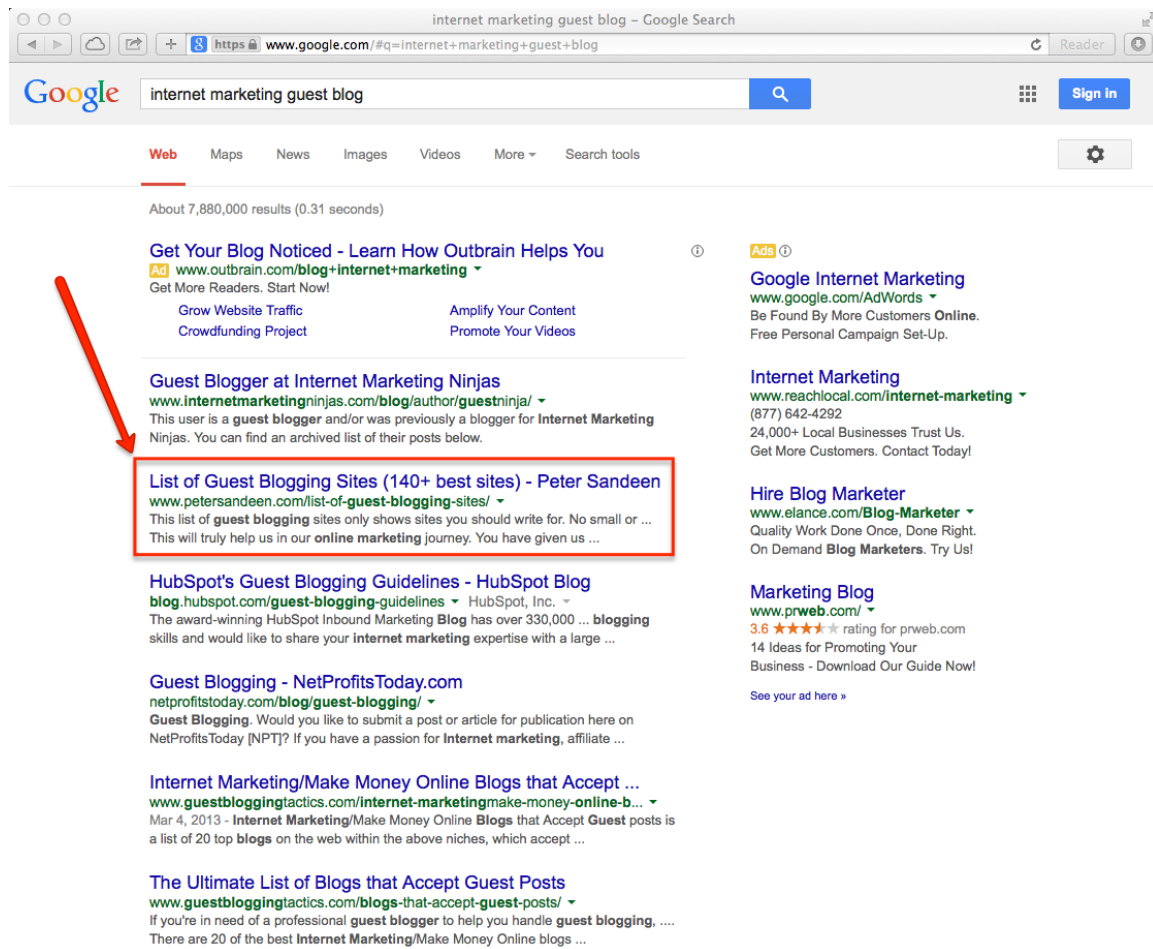 internet marketing guest blog – Google Search
https www.google.com/#q=internet+marketing+guest+blog
Reader
Google
internet marketing guest blog
Sign in
Web Maps News Images Videos More Search tools
About 7,880,000 results (0.31 seconds)
Get Your Blog Noticed - Learn How Outbrain Helps You
Ad www.outbrain.com/blog+internet+marketing
Get More Readers. Start Now!
Grow Website Traffic Amplify Your Content
Crowdfunding Project Promote Your Videos
Guest Blogger at Internet Marketing Ninjas
www.internetmarketingninjas.com/blog/author/guestninja/
This user is a guest blogger and/or was previously a blogger for Internet Marketing
Ninjas. You can find an archived list of their posts below.
List of Guest Blogging Sites (140+ best sites) - Peter Sandeen
www.petersandeen.com/list-of-guest-blogging-sites/
This list of guest blogging sites only shows sites you should write for. No small or ...
This will truly help us in our online marketing journey. You have given us ...
HubSpot's Guest Blogging Guidelines - HubSpot Blog
blog.hubspot.com/guest-blogging-guidelines HubSpot, Inc.
The award-winning HubSpot Inbound Marketing Blog has over 330,000 ... blogging
skills and would like to share your internet marketing expertise with a large ...
Guest Blogging - NetProfitsToday.com
netprofitstoday.com/blog/guest-blogging/
Guest Blogging. Would you like to submit a post or article for publication here on
NetProfitsToday [NPT]? If you have a passion for Internet marketing, affiliate ...
Internet Marketing/Make Money Online Blogs that Accept ...
www.guestbloggingtactics.com/internet-marketingmake-money-online-b...
Mar 4, 2013 - Internet Marketing/Make Money Online Blogs that Accept Guest posts is
a list of 20 top blogs on the web within the above niches, which accept ...
The Ultimate List of Blogs that Accept Guest Posts
www.guestbloggingtactics.com/blogs-that-accept-guest-posts/
If you're in need of a professional guest blogger to help you handle guest blogging, ....
There are 20 of the best Internet Marketing/Make Money Online blogs ...
Ads
Google Internet Marketing
www.google.com/AdWords
Be Found By More Customers Online.
Free Personal Campaign Set-Up.
Internet Marketing
www.reachlocal.com/internet-marketing
(877) 642-4292
24,000+ Local Businesses Trust Us.
Get More Customers. Contact Today!
Hire Blog Marketer
www.elance.com/Blog-Marketer
Quality Work Done Once, Done Right.
On Demand Blog Marketers. Try Us!
Marketing Blog
www.prweb.com/
3.6 rating for prweb.com
14 Ideas for Promoting Your
Business - Download Our Guide Now!
See your ad here »